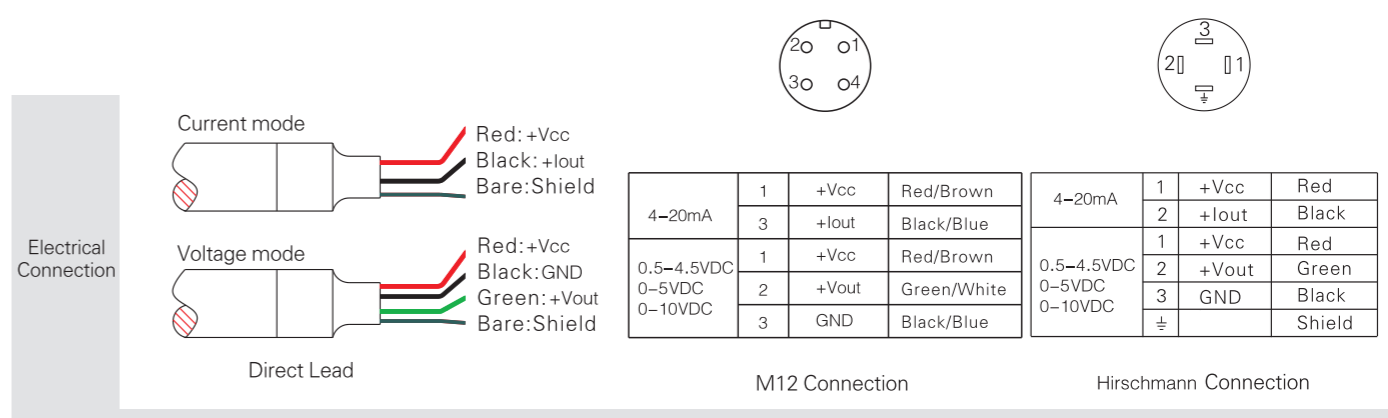 2 1
3 4
3
2 1
Electrical
Connection
Current mode
Red: +Vcc
Black: +Iout
Bare:Shield
Voltage mode
Red:+Vcc
Black:GND
Green:+Vout
Bare:Shield
Direct Lead
4–20mA 1 +Vcc Red/Brown
3 +Iout Black/Blue
0.5–4.5VDC
0–5VDC
0–10VDC
1 +Vcc Red/Brown
2 +Vout Green/White
3 GND Black/Blue
M12 Connection
4–20mA 1 +Vcc Red
2 +Iout Black
0.5–4.5VDC
0–5VDC
0–10VDC
1 +Vcc Red
2 +Vout Green
3 GND Black
⏚ Shield
Hirschmann Connection